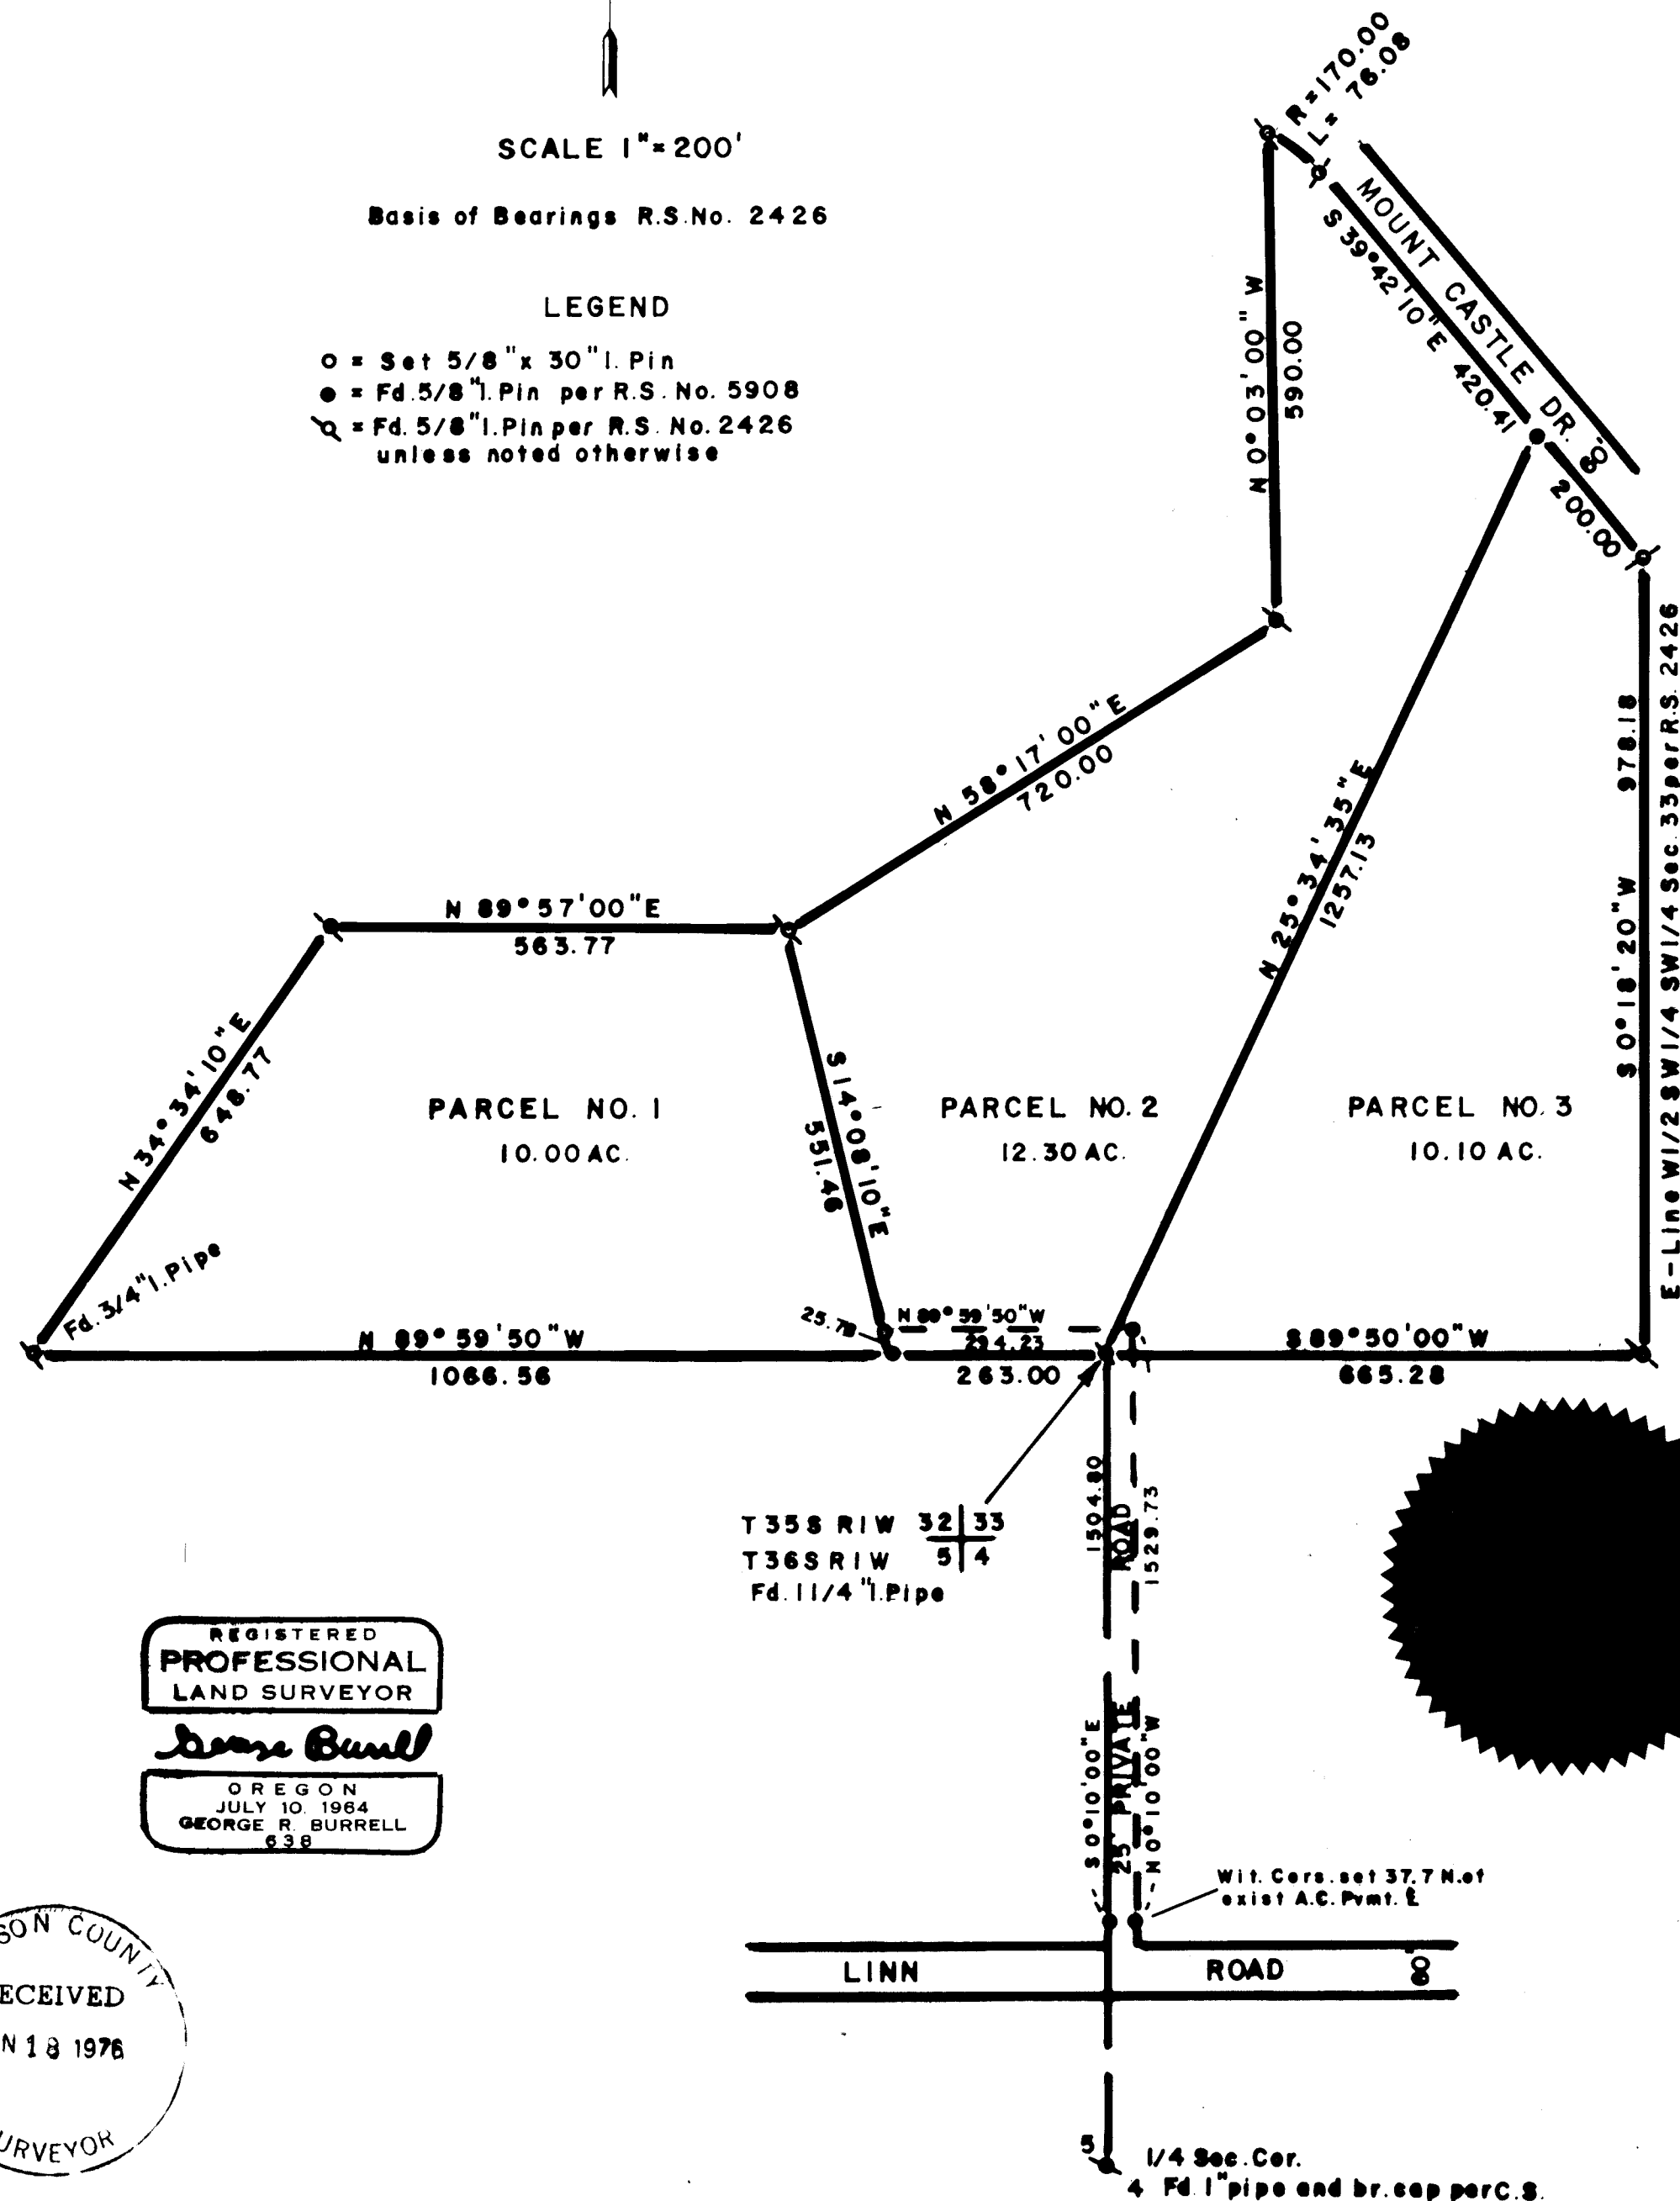 SCALE 1"=200'
Basis of Bearings R.S.No. 2426
LEGEND
= Set 5/8"x 30"I.Pin
= Fd.5/8"I.Pin per R.S. No. 5908
= Fd. 5/8"I.Pin per R.S. No. 2426
unless noted otherwise
R=170.00
L= 76.08
MOUNT CASTLE DR. 60'
S 39°42'10"E 420.41
200.00
N 0°03'00" W
590.00
N 58°17'00"E
720.00
N 89°57'00"E
563.77
N 34°34'10"E
648.77
N 25°34'35"E
1257.13
S 0°18'20"W 978.18
E-Line W1/2 SW1/4 SW1/4 Sec.33 per R.S. 2426
S 14°08'10"E
551.46
PARCEL NO. 1
10.00 AC.
PARCEL NO. 2
12.30 AC.
PARCEL NO. 3
10.10 AC.
Fd. 3/4"I.Pipe
25.78
N 89°59'50"W
294.23
N 89°59'50"W
1066.56
263.00
S 89°50'00"W
665.28
T35S R1W 32 33
T36S R1W 5 4
Fd. 1 1/4"I.Pipe
1504.80
S 0°10'00"E
25' PRIVATE ROAD
1529.73
N 0°10'00"W
REGISTERED
PROFESSIONAL
LAND SURVEYOR
George Burrell
OREGON
JULY 10, 1964
GEORGE R. BURRELL
638
Wit. Cors. set 37.7 N.of
exist A.C. Pvmt. ℄
LINN ROAD 60'
SON COUNTY
ECEIVED
N 18 1976
URVEYOR
5
1/4 Sec. Cor.
4 Fd. 1"pipe and br.cap per C.S.